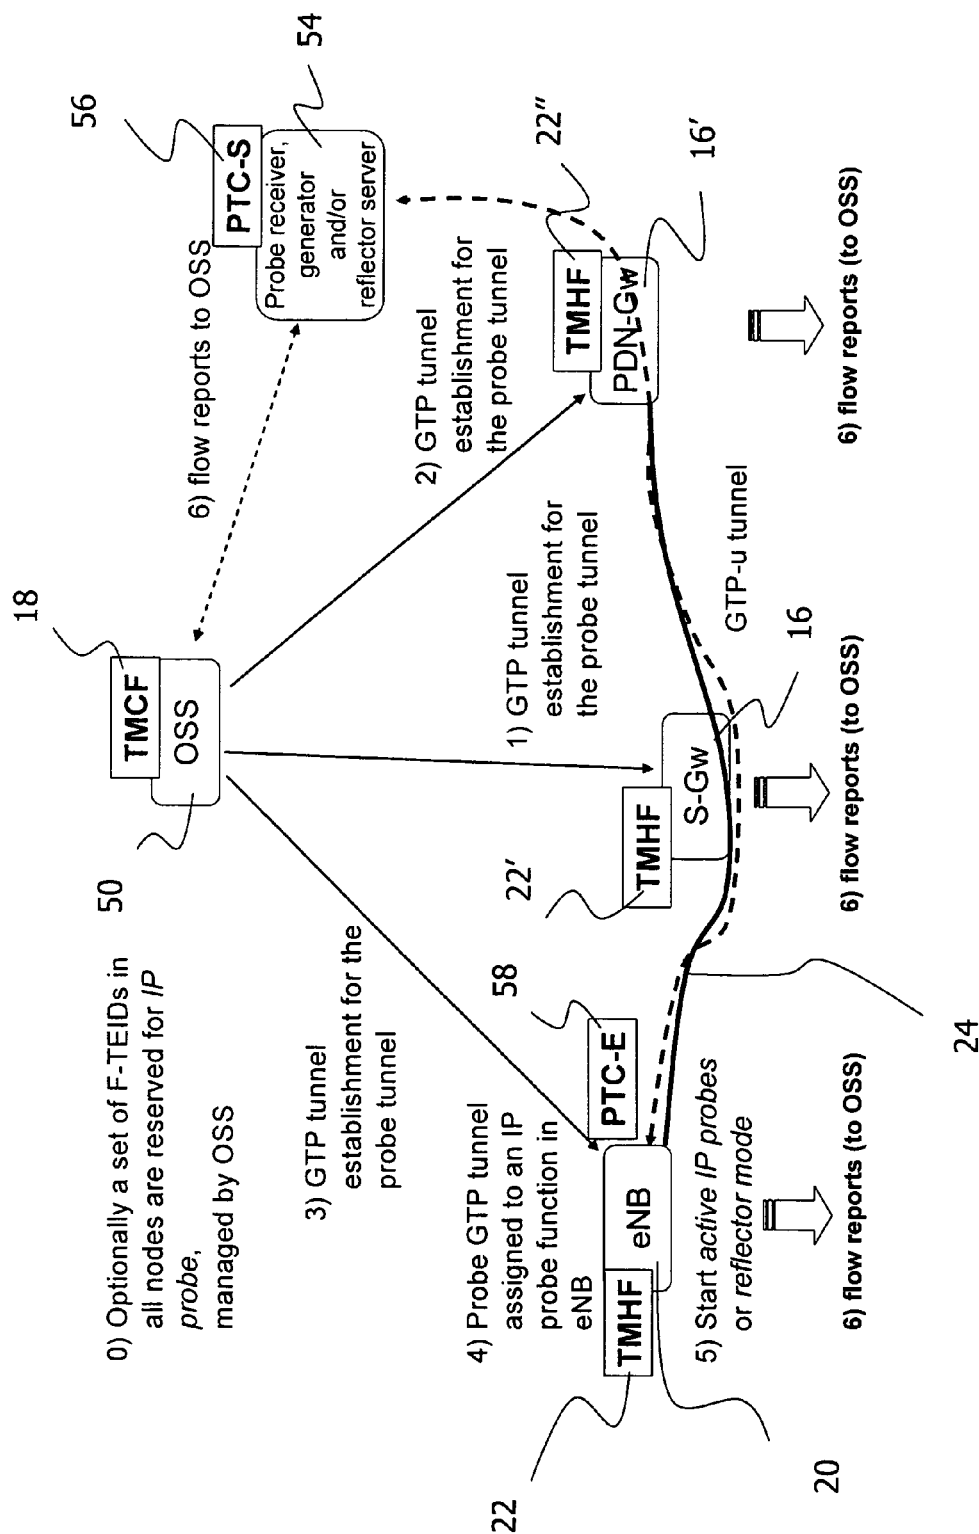 0) Optionally a set of F-TEIDs in
all nodes are reserved for IP
probe,
managed by OSS
50
18
TMCF
OSS
6) flow reports to OSS
56
PTC-S
54
Probe receiver,
generator
and/or
reflector server
3) GTP tunnel
establishment for the
probe tunnel
1) GTP tunnel
establishment for
the probe tunnel
2) GTP tunnel
establishment for
the probe tunnel
4) Probe GTP tunnel
assigned to an IP
probe function in
eNB
58
PTC-E
22
TMHF
eNB
20
22′
TMHF
S-Gw
16
22″
TMHF
PDN-Gw
16′
GTP-u tunnel
5) Start active IP probes
or reflector mode
24
6) flow reports (to OSS)
6) flow reports (to OSS)
6) flow reports (to OSS)